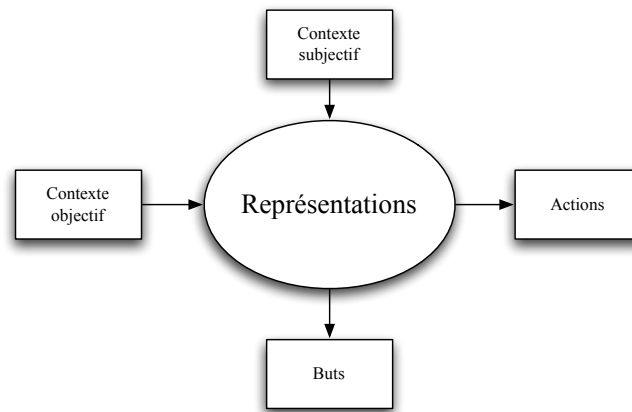 Contexte
subjectif
Contexte
objectif
Représentations
Actions
Buts